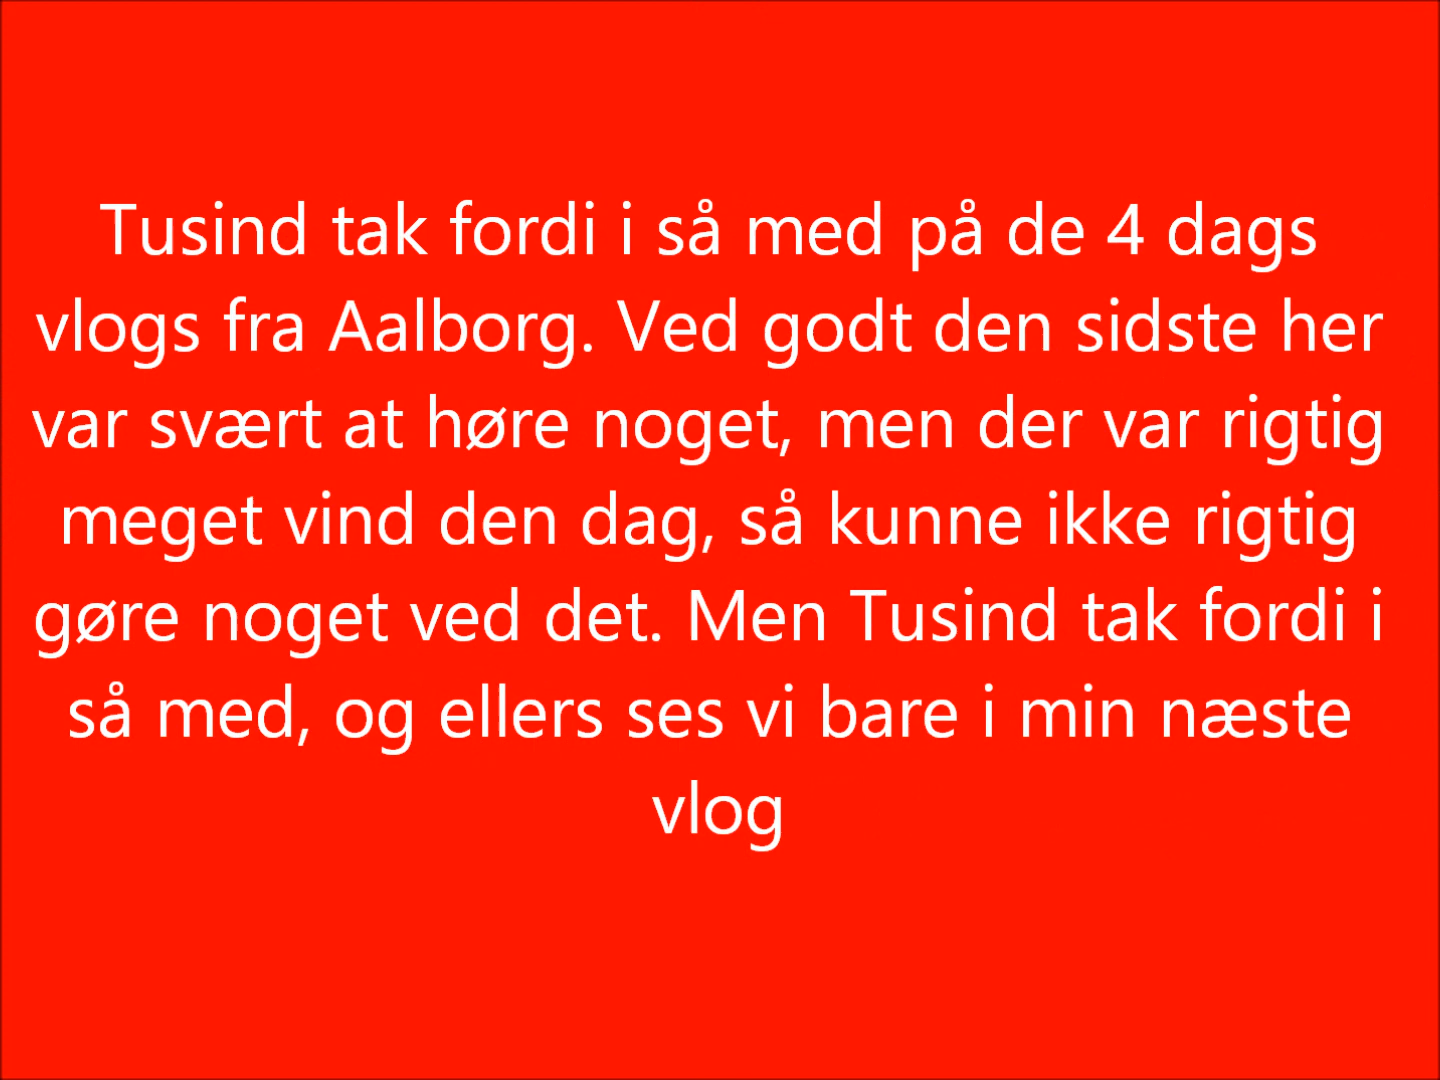 Tusind tak fordi i så med på de 4 dags
vlogs fra Aalborg. Ved godt den sidste her
var svært at høre noget, men der var rigtig
meget vind den dag, så kunne ikke rigtig
gøre noget ved det. Men Tusind tak fordi i
så med, og ellers ses vi bare i min næste
vlog